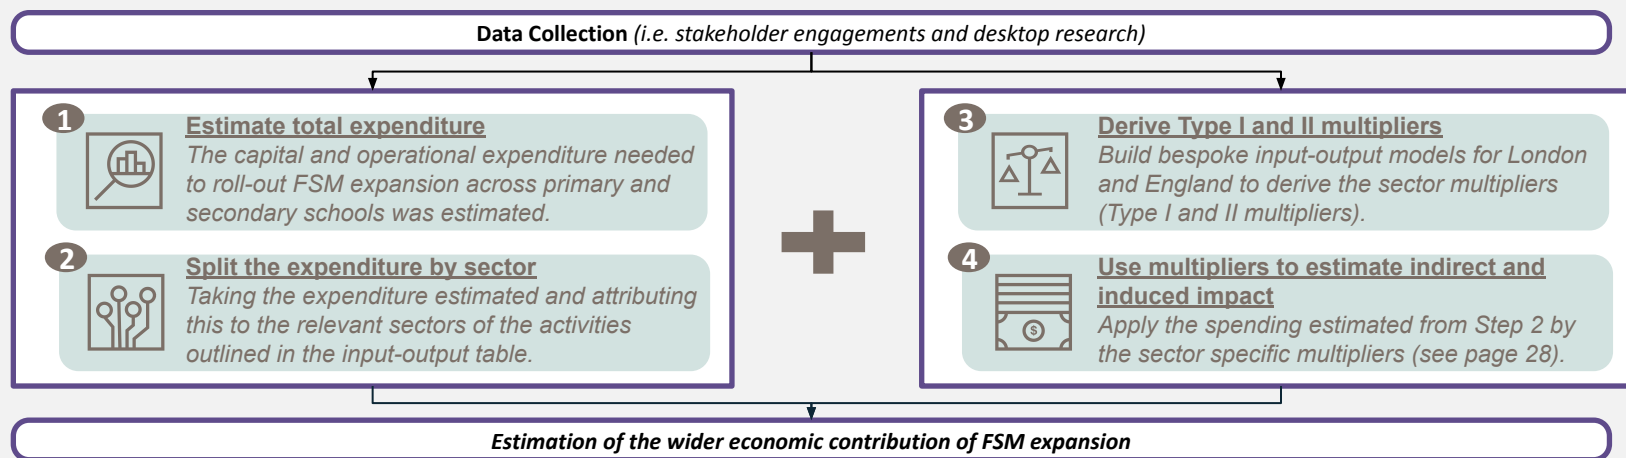 Data Collection (i.e. stakeholder engagements and desktop research)
1
Estimate total expenditure
The capital and operational expenditure needed
to roll-out FSM expansion across primary and
secondary schools was estimated.
2
Split the expenditure by sector
Taking the expenditure estimated and attributing
this to the relevant sectors of the activities
outlined in the input-output table.
3
Derive Type I and II multipliers
Build bespoke input-output models for London
and England to derive the sector multipliers
(Type I and II multipliers).
4
$
Use multipliers to estimate indirect and
induced impact
Apply the spending estimated from Step 2 by
the sector specific multipliers (see page 28).
Estimation of the wider economic contribution of FSM expansion